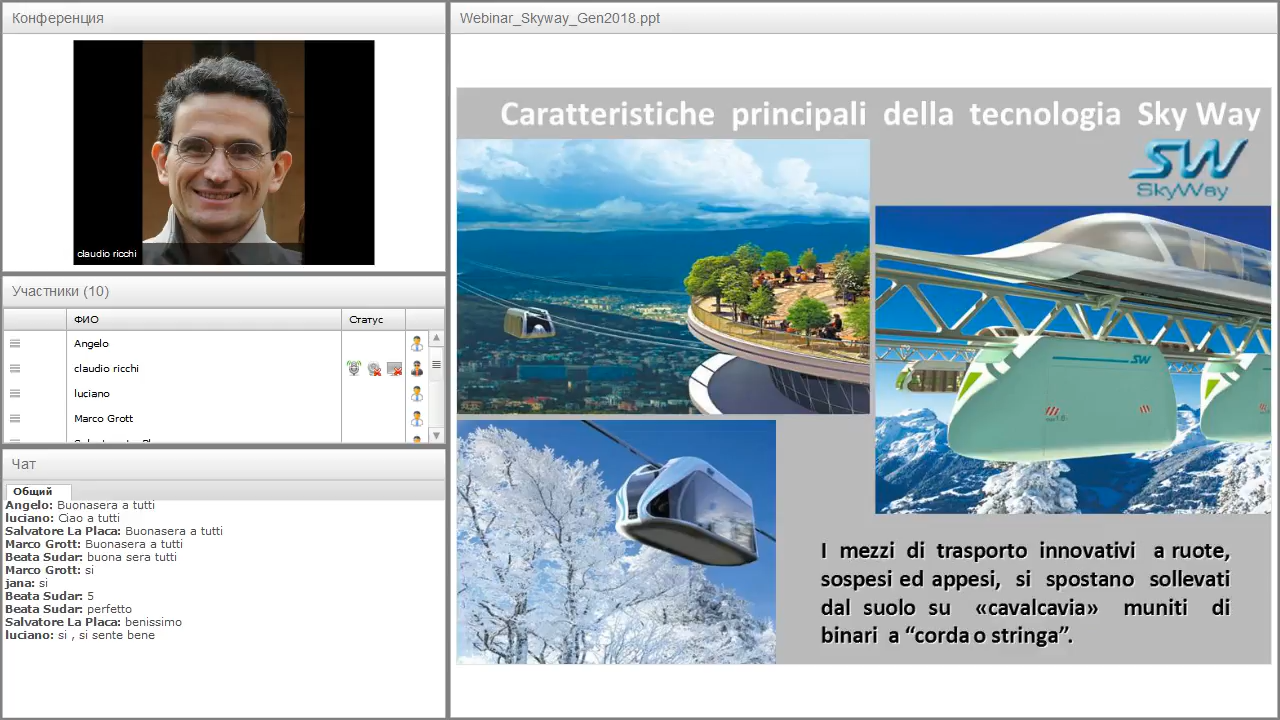 Конференция
claudio ricchi
Участники (10)
ФИО
Статус
Angelo
claudio ricchi
luciano
Marco Grott
Чат
Общий
Angelo: Buonasera a tutti
luciano: Ciao a tutti
Salvatore La Placa: Buonasera a tutti
Marco Grott: Buonasera a tutti
Beata Sudar: buona sera tutti
Marco Grott: si
jana: si
Beata Sudar: 5
Beata Sudar: perfetto
Salvatore La Placa: benissimo
luciano: si , si sente bene
Webinar_Skyway_Gen2018.ppt
Caratteristiche principali della tecnologia Sky Way
SW
SkyWay
SW
I mezzi di trasporto innovativi a ruote,
sospesi ed appesi, si spostano sollevati
dal suolo su «cavalcavia» muniti di
binari a “corda o stringa”.